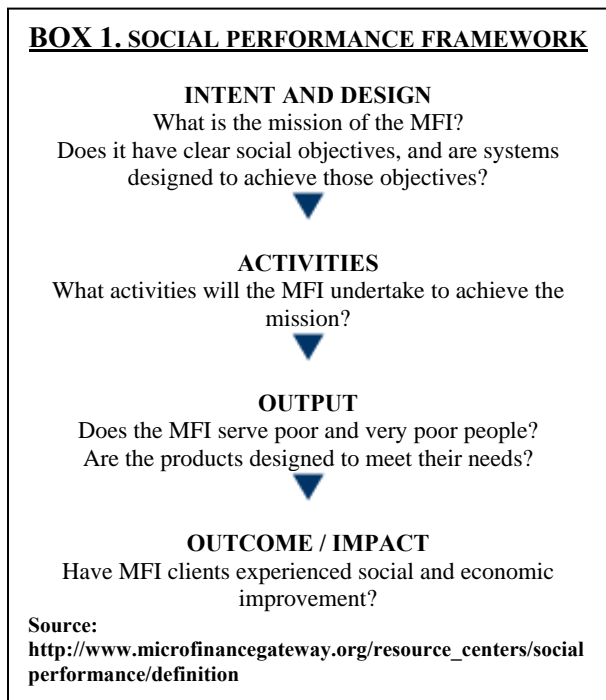 BOX 1. SOCIAL PERFORMANCE FRAMEWORK
INTENT AND DESIGN
What is the mission of the MFI?
Does it have clear social objectives, and are systems
designed to achieve those objectives?
ACTIVITIES
What activities will the MFI undertake to achieve the
mission?
OUTPUT
Does the MFI serve poor and very poor people?
Are the products designed to meet their needs?
OUTCOME / IMPACT
Have MFI clients experienced social and economic
improvement?
Source:
http://www.microfinancegateway.org/resource_centers/social
performance/definition